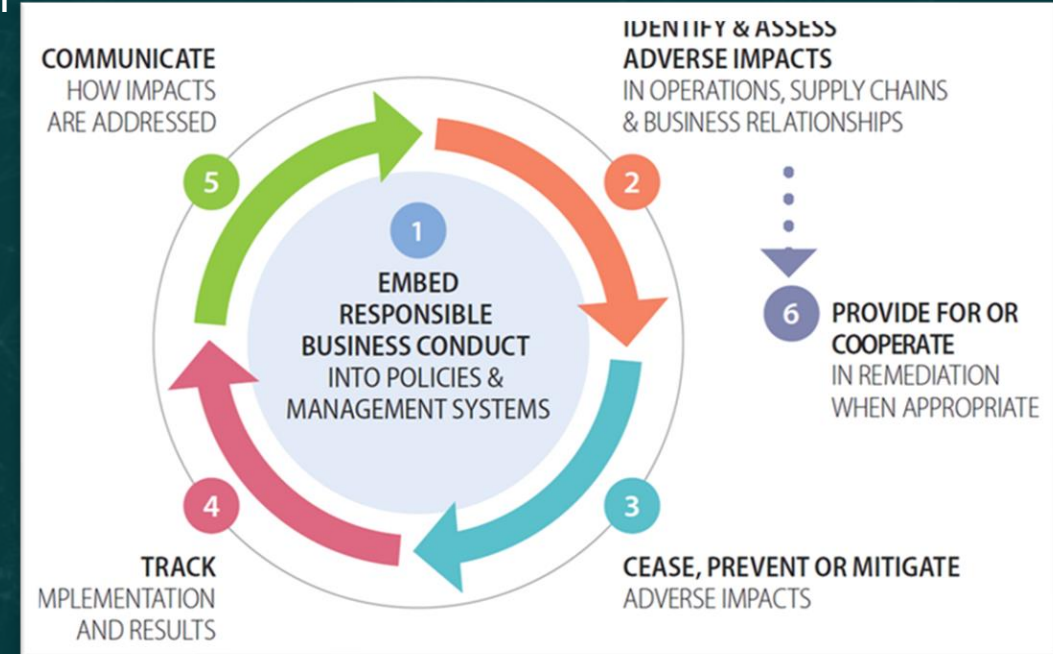 COMMUNICATE
HOW IMPACTS
ARE ADDRESSED
5
IDENTIFY & ASSESS
ADVERSE IMPACTS
IN OPERATIONS, SUPPLY CHAINS
& BUSINESS RELATIONSHIPS
2
1
EMBED
RESPONSIBLE
BUSINESS CONDUCT
INTO POLICIES &
MANAGEMENT SYSTEMS
6
PROVIDE FOR OR
COOPERATE
IN REMEDIATION
WHEN APPROPRIATE
4
TRACK
MPLEMENTATION
AND RESULTS
3
CEASE, PREVENT OR MITIGATE
ADVERSE IMPACTS